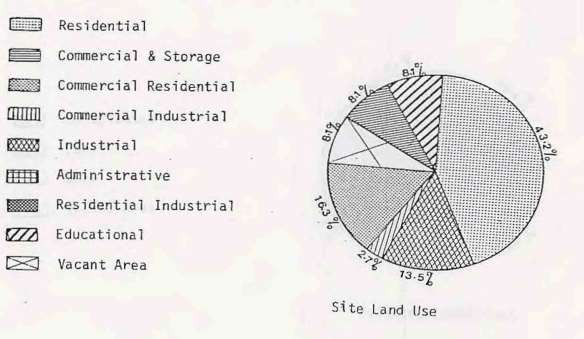 Residential
Commercial & Storage
Commercial Residential
Commercial Industrial
Industrial
Administrative
Residential Industrial
Educational
Vacant Area
8.1%
8.1%
8.1%
43.2%
16.3%
2.7%
13.5%
Site Land Use